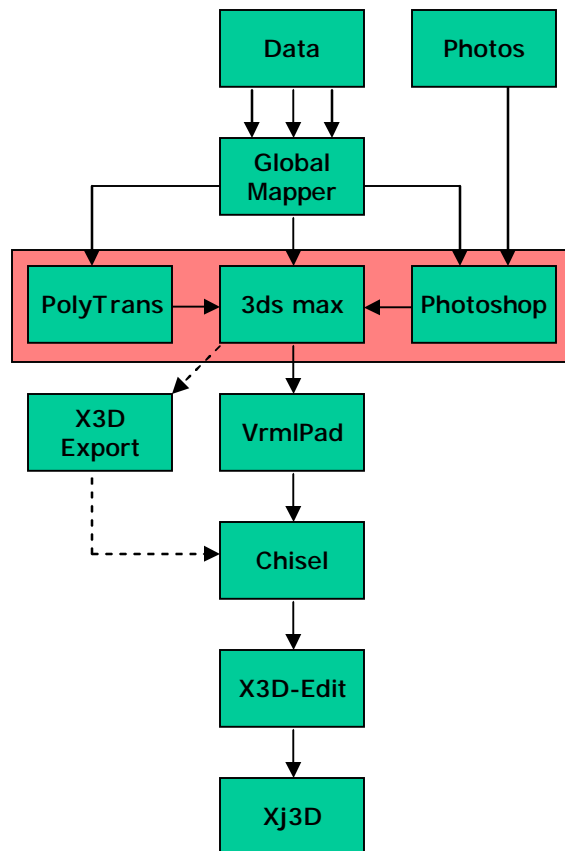 Data
Photos
Global
Mapper
PolyTrans
3ds max
Photoshop
X3D
Export
VrmlPad
Chisel
X3D-Edit
Xj3D